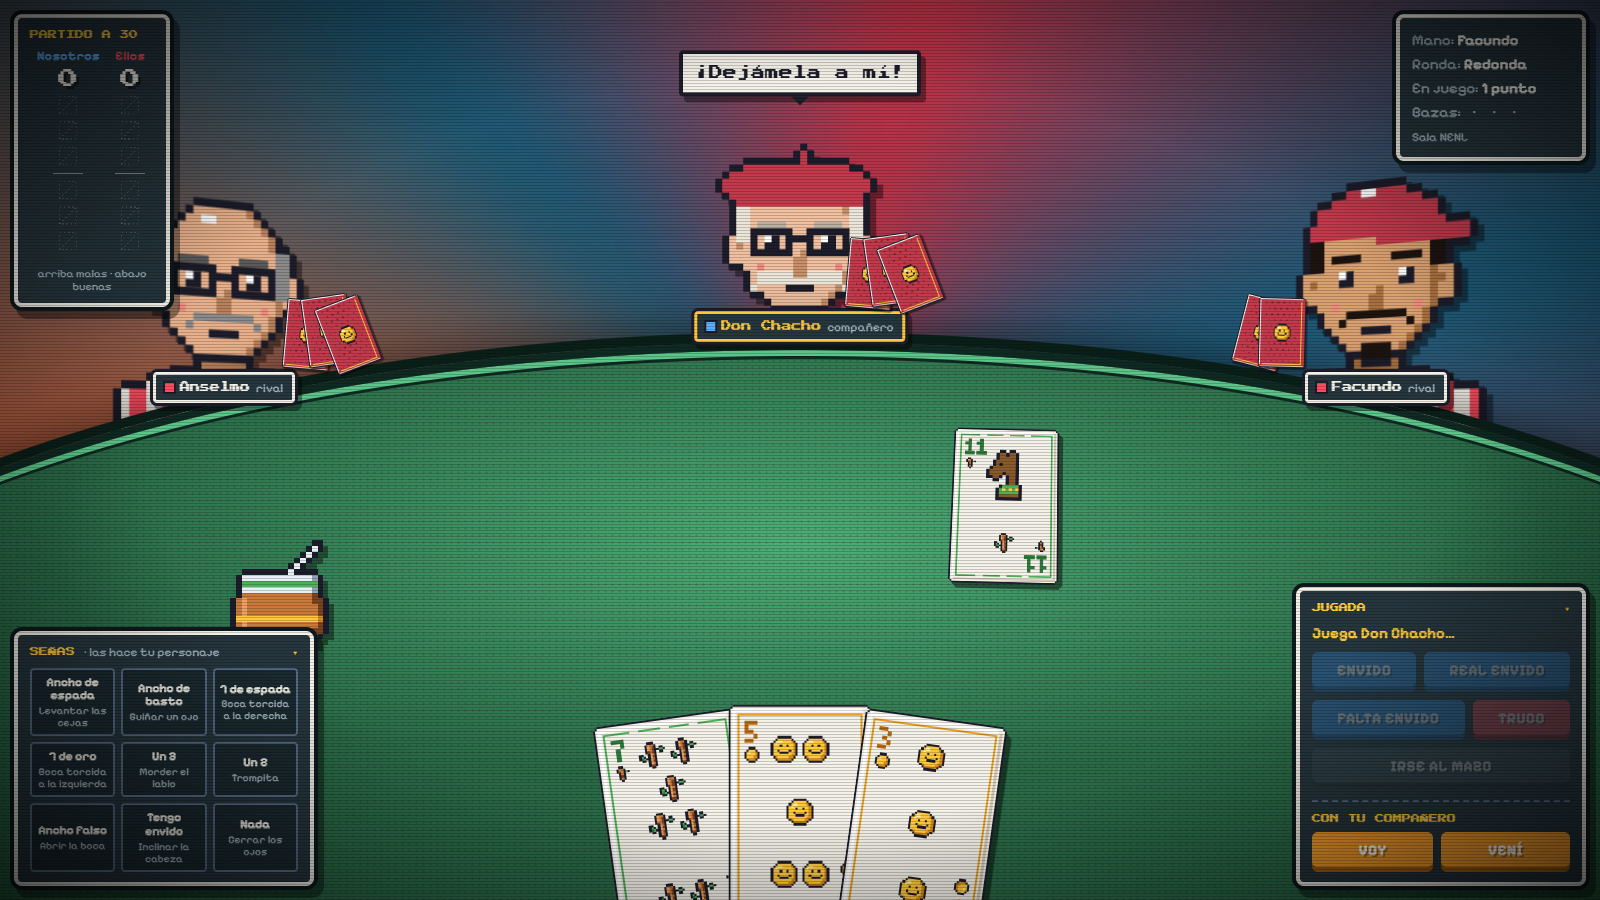 PARTIDO A 30
Nosotros Ellos
0 0
arriba malas · abajo
buenas
¡Dejámela a mí!
Mano: Facundo
Ronda: Redonda
En juego: 1 punto
Bazas: · · ·
Sala NENL
Don Chacho compañero
Anselmo rival
Facundo rival
11
11
SEÑAS · las hace tu personaje
Ancho de
espada
Levantar las
cejas
Ancho de
basto
Guiñar un ojo
7 de espada
Boca torcida
a la derecha
7 de oro
Boca torcida
a la izquierda
Un 3
Morder el
labio
Un 2
Trompita
Ancho falso
Abrir la boca
Tengo
envido
Inclinar la
cabeza
Nada
Cerrar los
ojos
7
5
3
JUGADA
Juega Don Chacho...
ENVIDO REAL ENVIDO
FALTA ENVIDO TRUCO
IRSE AL MAZO
CON TU COMPAÑERO
VOY VENÍ